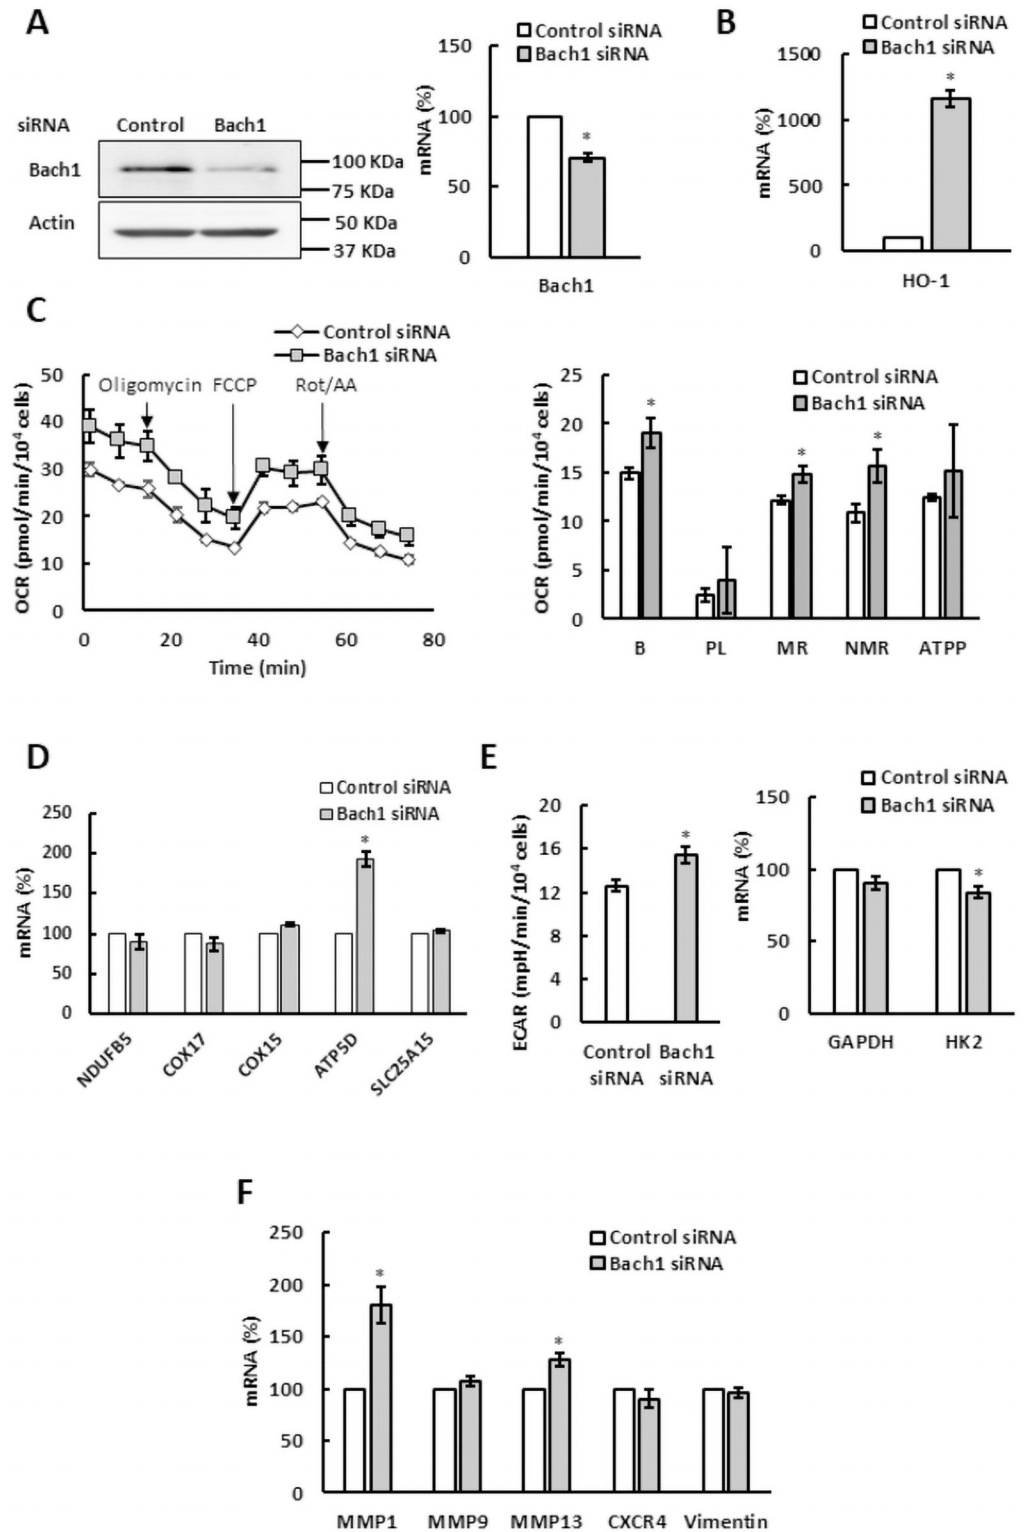 A
siRNA Control Bach1
Bach1
Actin
100 KDa
75 KDa
50 KDa
37 KDa
Control siRNA
Bach1 siRNA
mRNA (%)
150
100
50
0
*
Bach1
B
Control siRNA
Bach1 siRNA
mRNA (%)
1500
1000
500
0
*
HO-1
C
Control siRNA
Bach1 siRNA
Oligomycin FCCP Rot/AA
OCR (pmol/min/10⁴ cells)
50
40
30
20
10
0
0 20 40 60 80
Time (min)
Control siRNA
Bach1 siRNA
OCR (pmol/min/10⁴ cells)
25
20
15
10
5
0
* * *
B PL MR NMR ATPP
D
Control siRNA
Bach1 siRNA
mRNA (%)
250
200
150
100
50
0
*
NDUFB5 COX17 COX15 ATP5D SLC25A15
E
ECAR (mpH/min/10⁴ cells)
20
16
12
8
4
0
*
Control Bach1
siRNA siRNA
Control siRNA
Bach1 siRNA
mRNA (%)
150
100
50
0
*
GAPDH HK2
F
Control siRNA
Bach1 siRNA
mRNA (%)
250
200
150
100
50
0
* *
MMP1 MMP9 MMP13 CXCR4 Vimentin